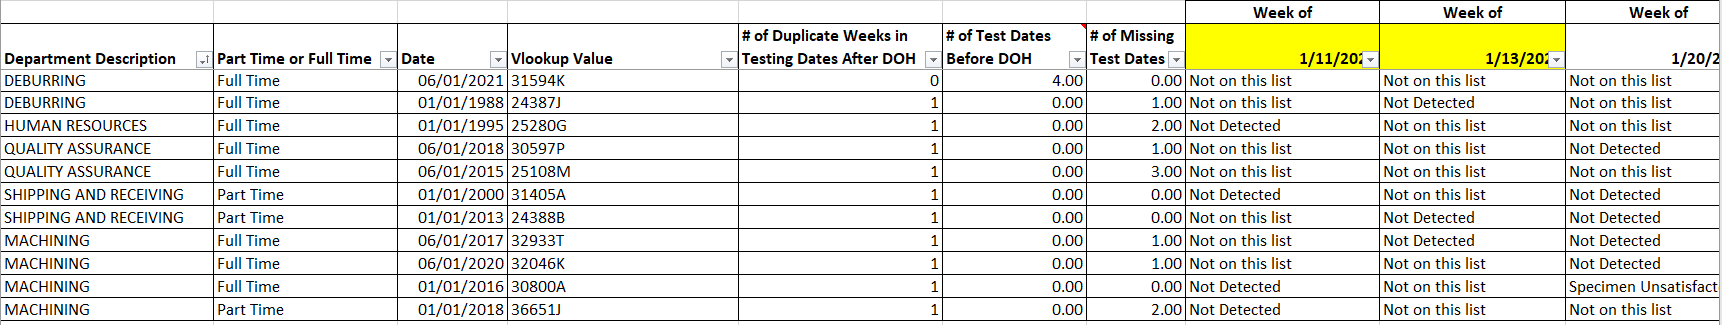 Week of Week of Week of
# of Duplicate Weeks in # of Test Dates # of Missing
Department Description Part Time or Full Time Date Vlookup Value Testing Dates After DOH Before DOH Test Dates 1/11/202 1/13/202 1/20/2
DEBURRING Full Time 06/01/2021 31594K 0 4.00 0.00 Not on this list Not on this list Not on this list
DEBURRING Full Time 01/01/1988 24387J 1 0.00 1.00 Not on this list Not Detected Not on this list
HUMAN RESOURCES Full Time 01/01/1995 25280G 1 0.00 2.00 Not Detected Not on this list Not on this list
QUALITY ASSURANCE Full Time 06/01/2018 30597P 1 0.00 1.00 Not on this list Not on this list Not Detected
QUALITY ASSURANCE Full Time 06/01/2015 25108M 1 0.00 3.00 Not on this list Not on this list Not on this list
SHIPPING AND RECEIVING Part Time 01/01/2000 31405A 1 0.00 0.00 Not Detected Not on this list Not Detected
SHIPPING AND RECEIVING Part Time 01/01/2013 24388B 1 0.00 0.00 Not on this list Not Detected Not Detected
MACHINING Full Time 06/01/2017 32933T 1 0.00 1.00 Not on this list Not Detected Not Detected
MACHINING Full Time 06/01/2020 32046K 1 0.00 1.00 Not on this list Not on this list Not Detected
MACHINING Full Time 01/01/2016 30800A 1 0.00 0.00 Not Detected Not on this list Specimen Unsatisfact
MACHINING Part Time 01/01/2018 36651J 1 0.00 2.00 Not Detected Not on this list Not on this list